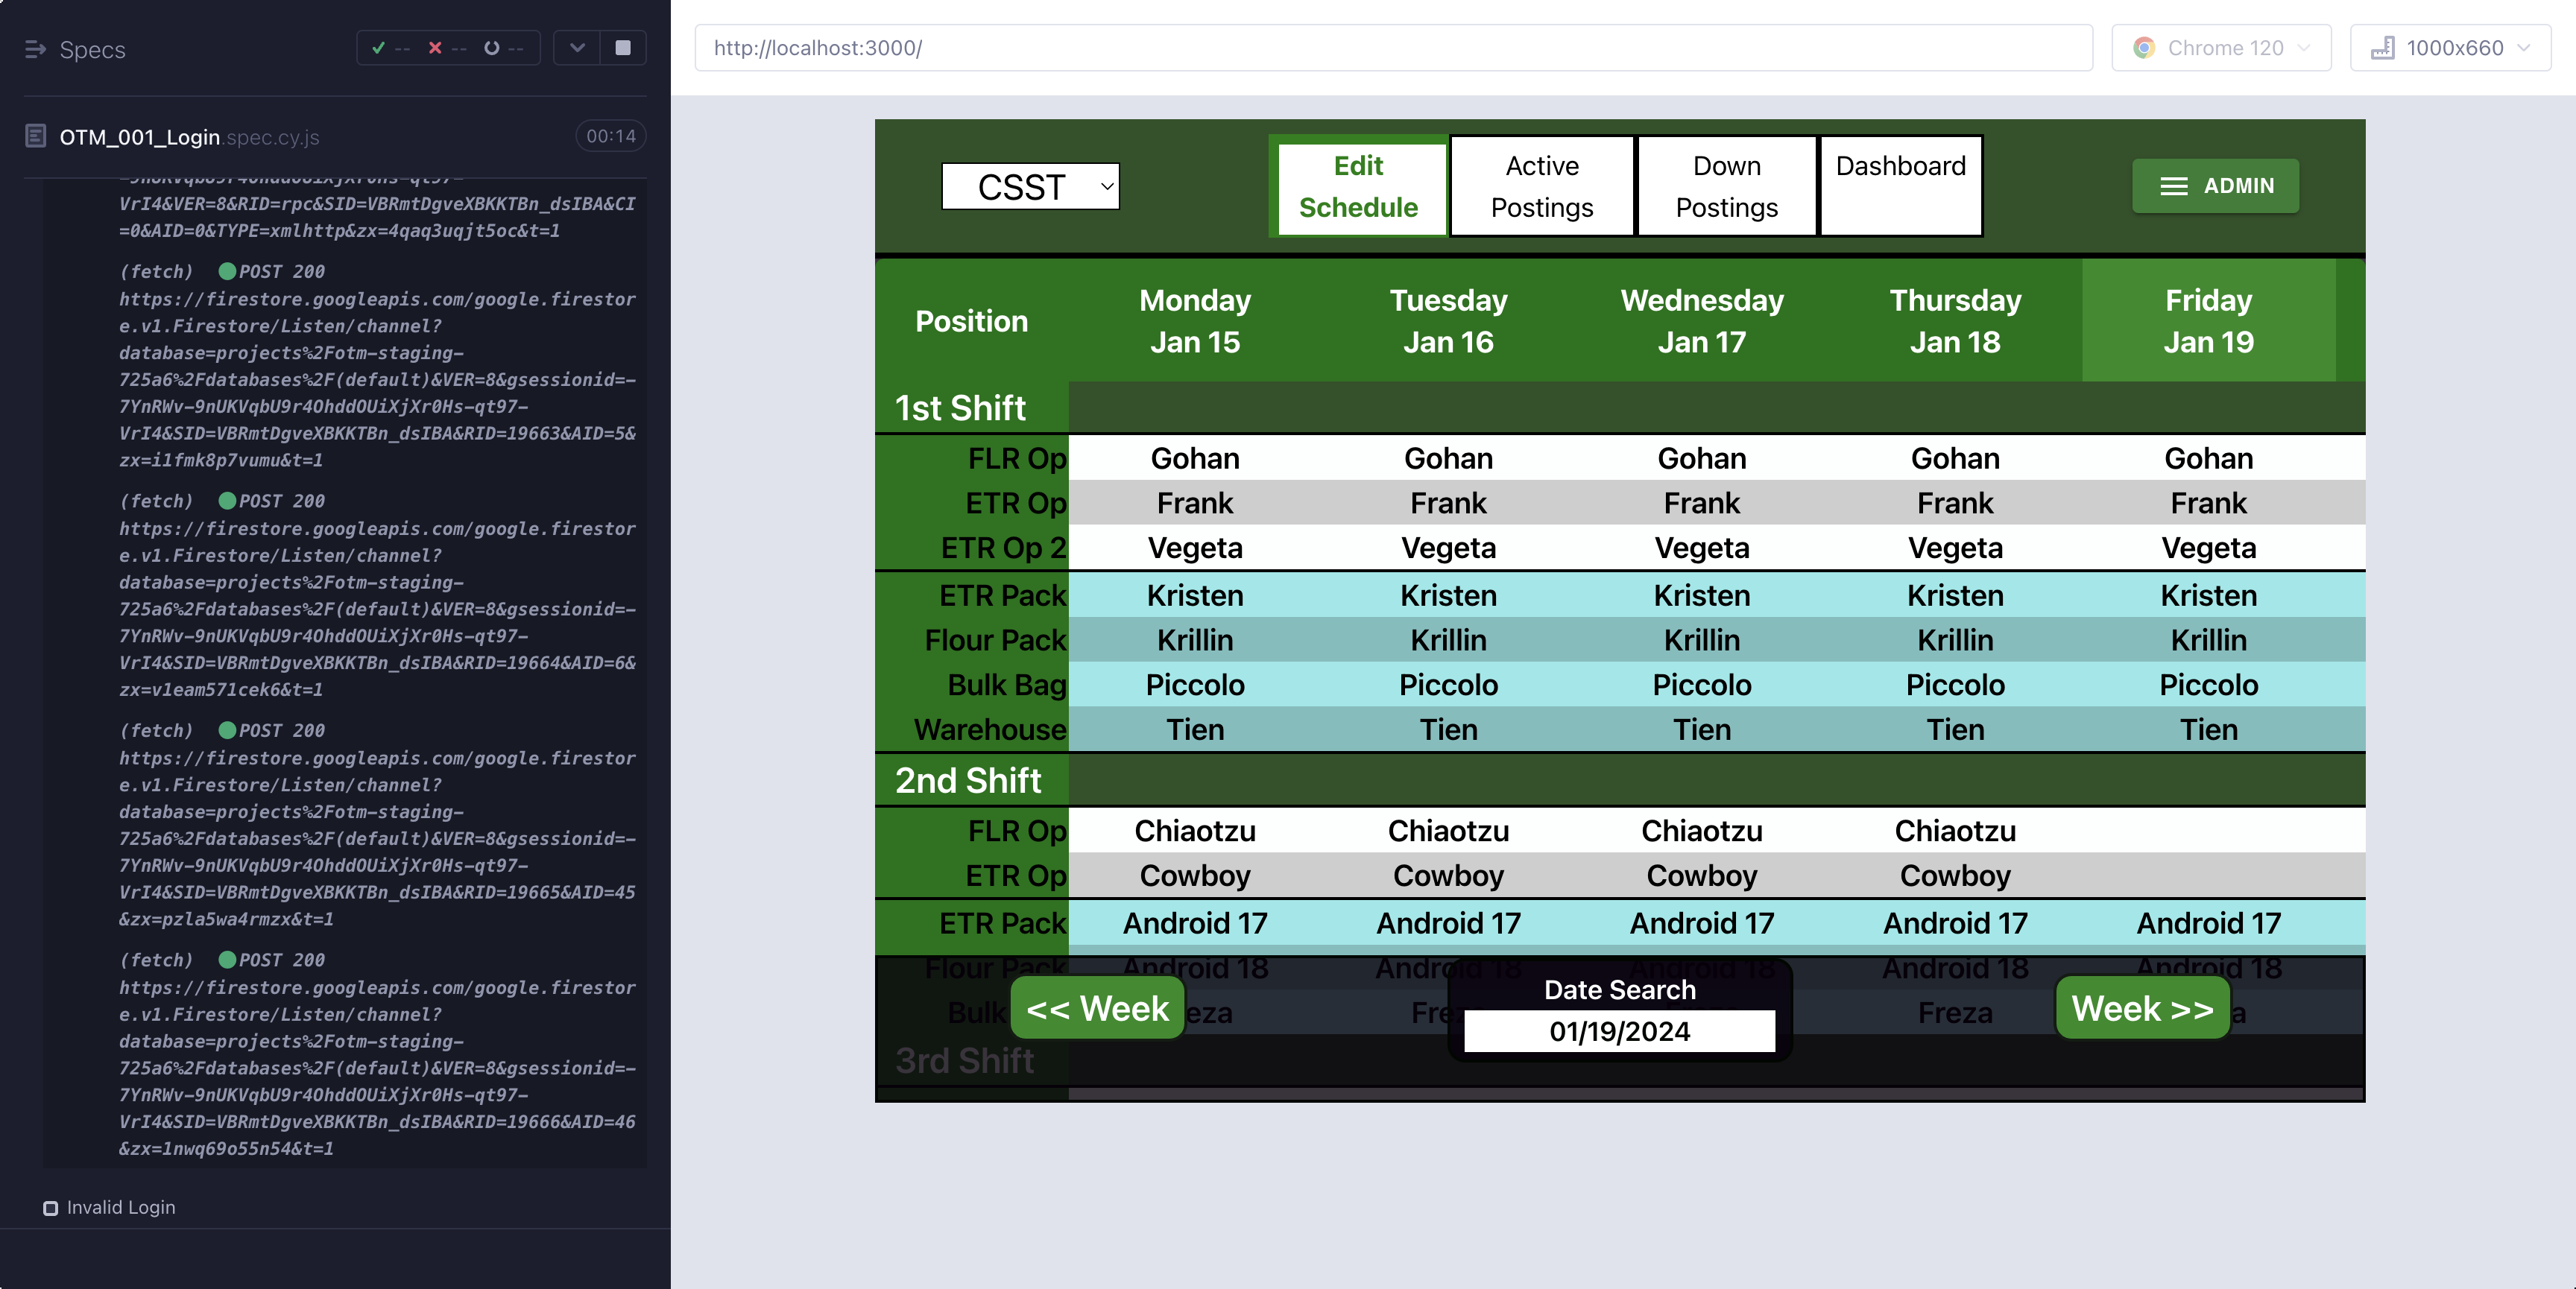 Specs
-- -- --
OTM_001_Login.spec.cy.js
00:14
VrI4&VER=8&RID=rpc&SID=VBRmtDgveXBKKTBn_dsIBA&CI
=0&AID=0&TYPE=xmlhttp&zx=4qaq3uqjt5oc&t=1
(fetch) POST 200
https://firestore.googleapis.com/google.firestor
e.v1.Firestore/Listen/channel?
database=projects%2Fotm-staging-
725a6%2Fdatabases%2F(default)&VER=8&gsessionid=-
7YnRWv-9nUKVqbU9r4OhddOUiXjXr0Hs-qt97-
VrI4&SID=VBRmtDgveXBKKTBn_dsIBA&RID=19663&AID=5&
zx=i1fmk8p7vumu&t=1
(fetch) POST 200
https://firestore.googleapis.com/google.firestor
e.v1.Firestore/Listen/channel?
database=projects%2Fotm-staging-
725a6%2Fdatabases%2F(default)&VER=8&gsessionid=-
7YnRWv-9nUKVqbU9r4OhddOUiXjXr0Hs-qt97-
VrI4&SID=VBRmtDgveXBKKTBn_dsIBA&RID=19664&AID=6&
zx=v1eam571cek6&t=1
(fetch) POST 200
https://firestore.googleapis.com/google.firestor
e.v1.Firestore/Listen/channel?
database=projects%2Fotm-staging-
725a6%2Fdatabases%2F(default)&VER=8&gsessionid=-
7YnRWv-9nUKVqbU9r4OhddOUiXjXr0Hs-qt97-
VrI4&SID=VBRmtDgveXBKKTBn_dsIBA&RID=19665&AID=45
&zx=pzla5wa4rmzx&t=1
(fetch) POST 200
https://firestore.googleapis.com/google.firestor
e.v1.Firestore/Listen/channel?
database=projects%2Fotm-staging-
725a6%2Fdatabases%2F(default)&VER=8&gsessionid=-
7YnRWv-9nUKVqbU9r4OhddOUiXjXr0Hs-qt97-
VrI4&SID=VBRmtDgveXBKKTBn_dsIBA&RID=19666&AID=46
&zx=1nwq69o55n54&t=1
Invalid Login
http://localhost:3000/
Chrome 120
1000x660
CSST
Edit
Schedule
Active
Postings
Down
Postings
Dashboard
ADMIN
Position
Monday
Jan 15
Tuesday
Jan 16
Wednesday
Jan 17
Thursday
Jan 18
Friday
Jan 19
1st Shift
FLR Op Gohan Gohan Gohan Gohan Gohan
ETR Op Frank Frank Frank Frank Frank
ETR Op 2 Vegeta Vegeta Vegeta Vegeta Vegeta
ETR Pack Kristen Kristen Kristen Kristen Kristen
Flour Pack Krillin Krillin Krillin Krillin Krillin
Bulk Bag Piccolo Piccolo Piccolo Piccolo Piccolo
Warehouse Tien Tien Tien Tien Tien
2nd Shift
FLR Op Chiaotzu Chiaotzu Chiaotzu Chiaotzu
ETR Op Cowboy Cowboy Cowboy Cowboy
ETR Pack Android 17 Android 17 Android 17 Android 17 Android 17
Flour Pack Android 18 Android 18 Android 18 Android 18 Android 18
Bulk Freza
<< Week
Date Search
01/19/2024
Week >>
3rd Shift